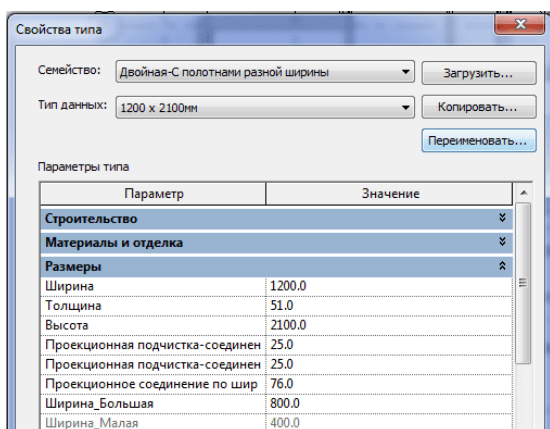 Свойства типа
Семейство: Двойная-С полотнами разной ширины Загрузить...
Тип данных: 1200 x 2100мм Копировать...
Переименовать...
Параметры типа
Параметр Значение
Строительство
Материалы и отделка
Размеры
Ширина 1200.0
Толщина 51.0
Высота 2100.0
Проекционная подчистка-соединен 25.0
Проекционная подчистка-соединен 25.0
Проекционное соединение по шир 76.0
Ширина_Большая 800.0
Ширина_Малая 400.0